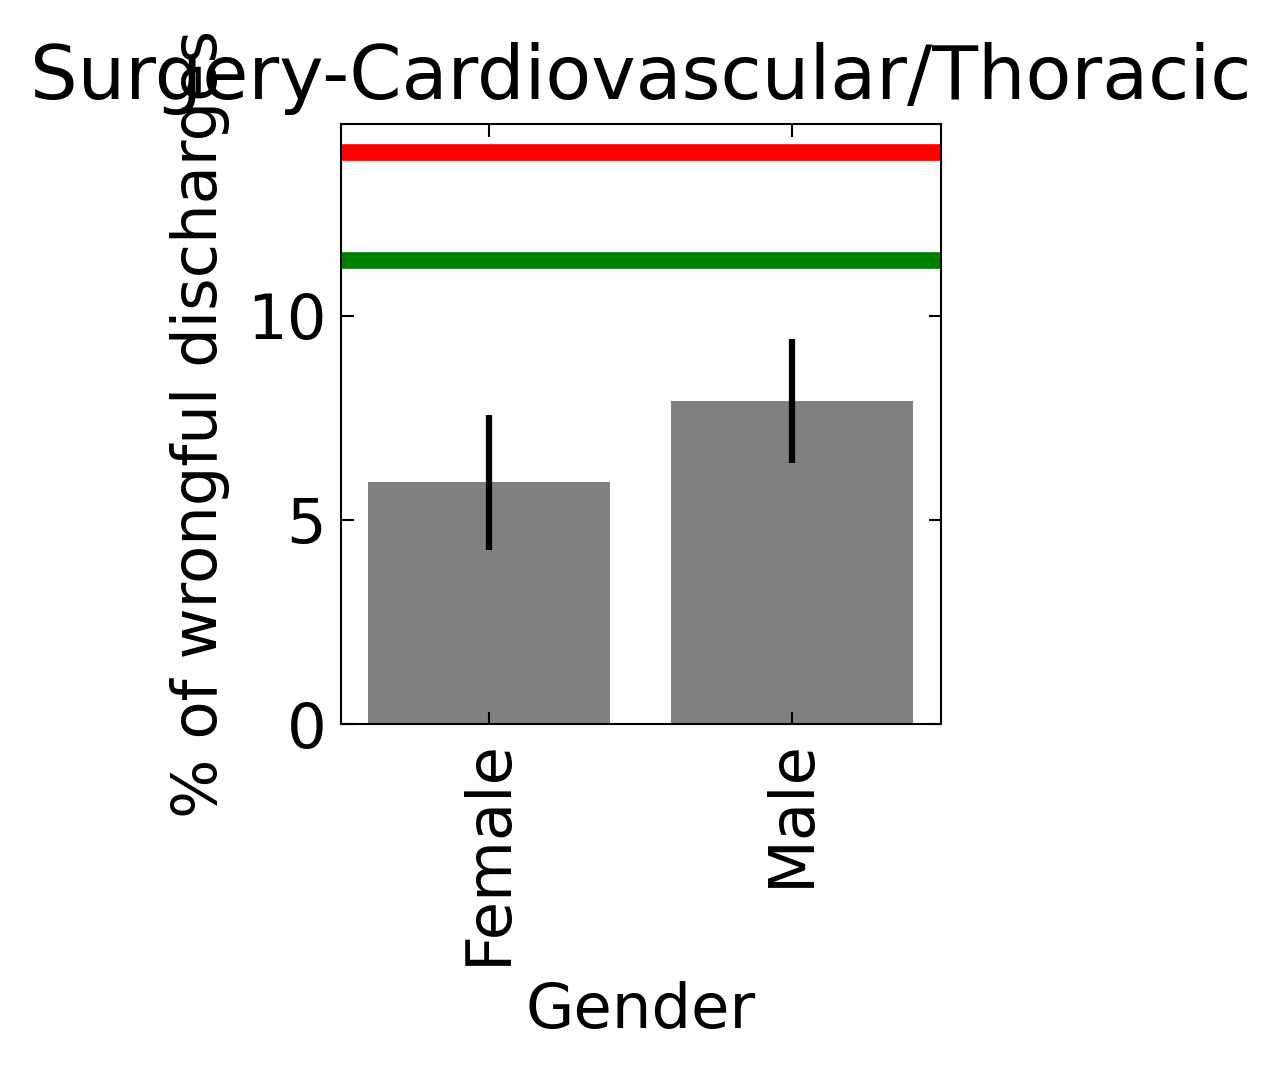 Surgery-Cardiovascular/Thoracic
% of wrongful discharges
10
5
0
Female
Male
Gender